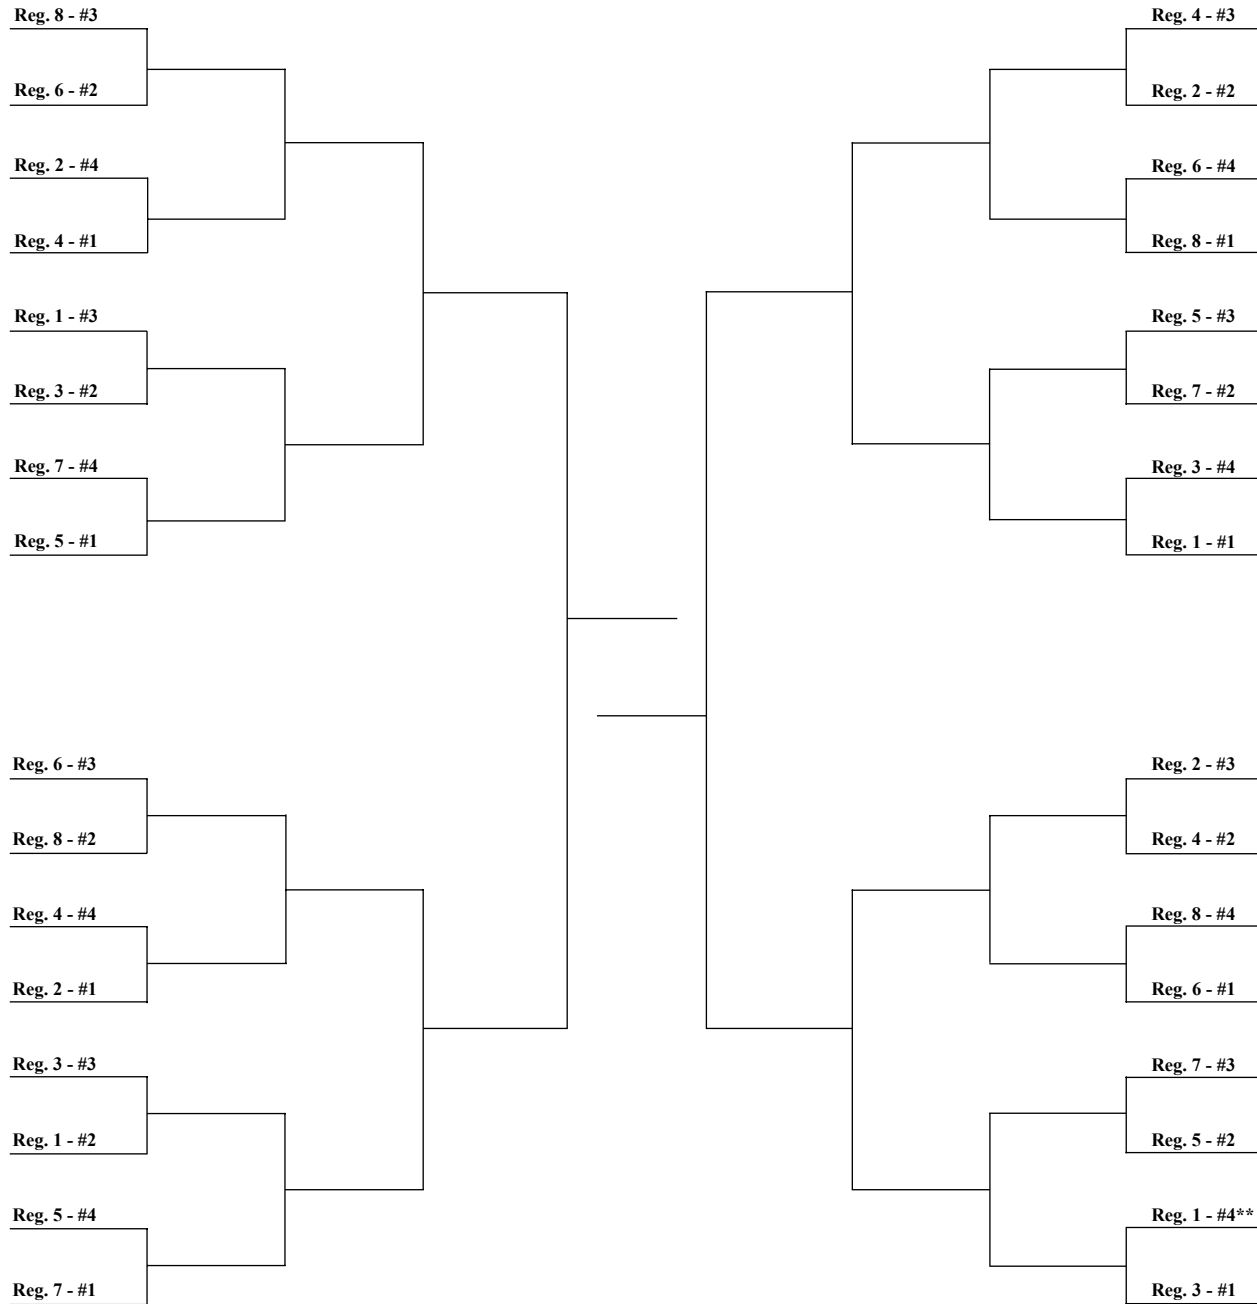 Reg. 8 - #3
Reg. 6 - #2
Reg. 2 - #4
Reg. 4 - #1
Reg. 1 - #3
Reg. 3 - #2
Reg. 7 - #4
Reg. 5 - #1
Reg. 6 - #3
Reg. 8 - #2
Reg. 4 - #4
Reg. 2 - #1
Reg. 3 - #3
Reg. 1 - #2
Reg. 5 - #4
Reg. 7 - #1
Reg. 4 - #3
Reg. 2 - #2
Reg. 6 - #4
Reg. 8 - #1
Reg. 5 - #3
Reg. 7 - #2
Reg. 3 - #4
Reg. 1 - #1
Reg. 2 - #3
Reg. 4 - #2
Reg. 8 - #4
Reg. 6 - #1
Reg. 7 - #3
Reg. 5 - #2
Reg. 1 - #4**
Reg. 3 - #1